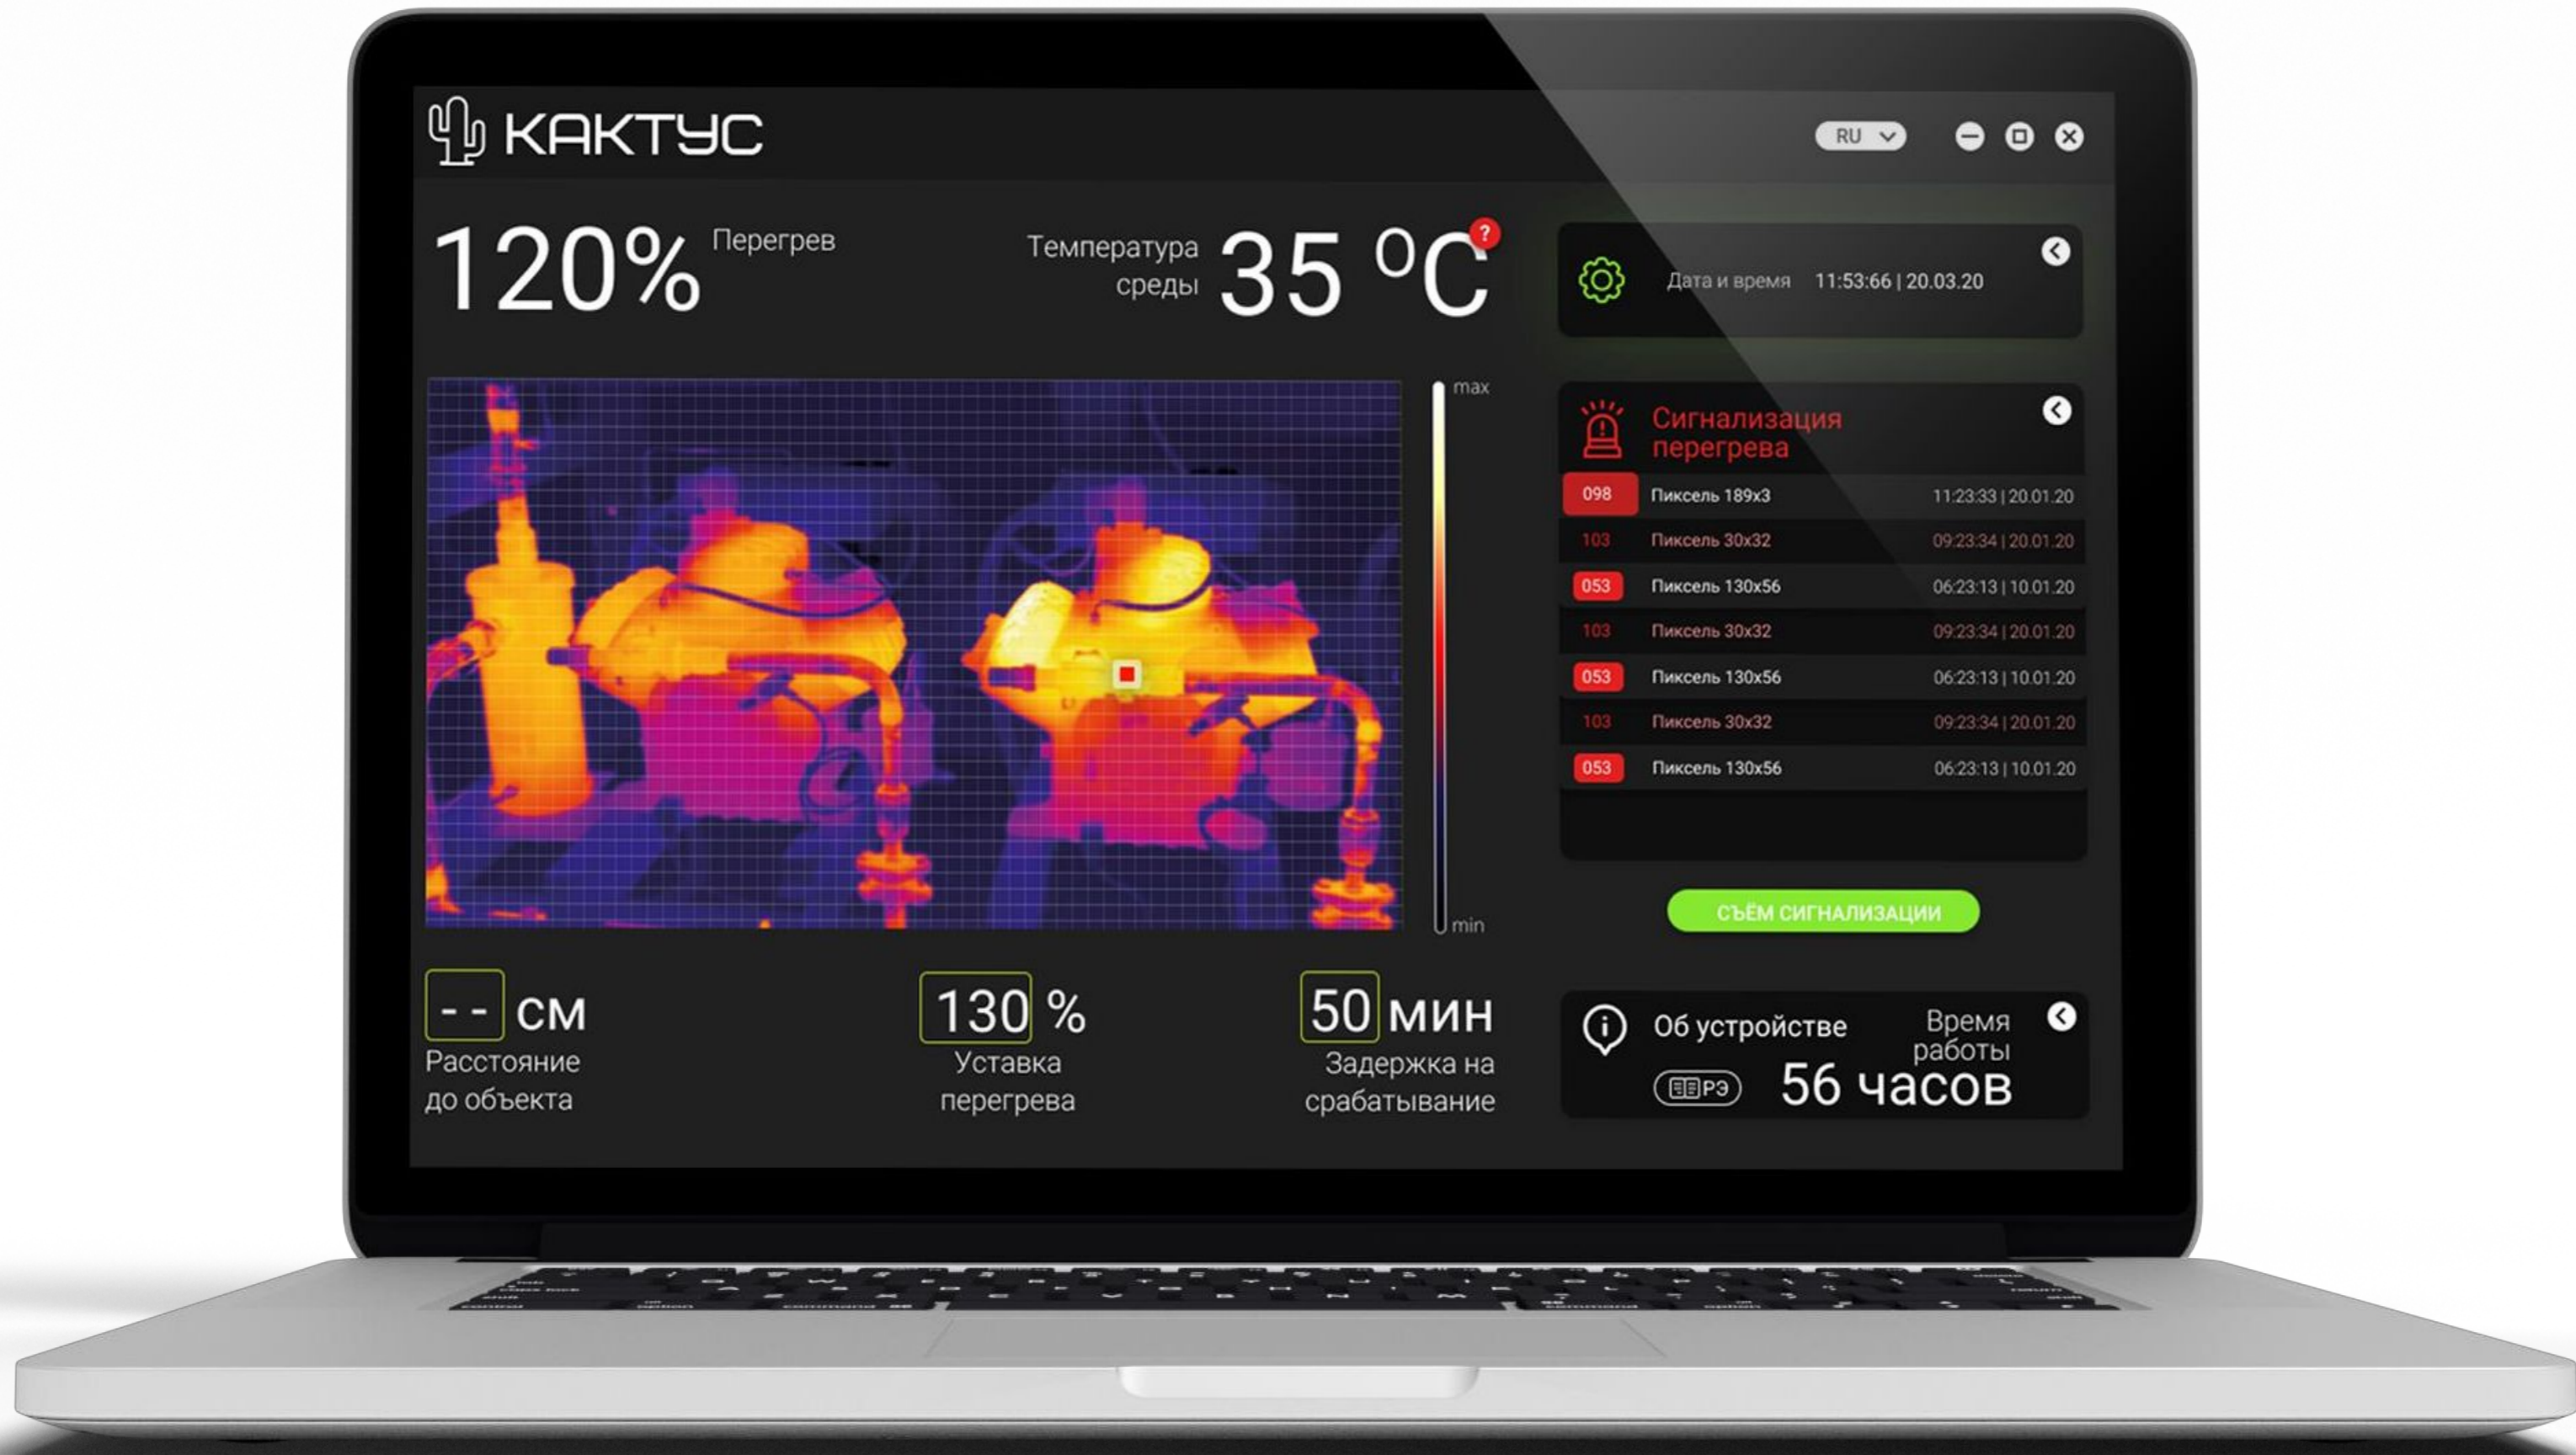 КАКТУС
RU
120% Перегрев
Температура
среды
35 °C
?
Дата и время 11:53:66 | 20.03.20
max
min
Сигнализация
перегрева
098 Пиксель 189x3 11:23:33 | 20.01.20
103 Пиксель 30x32 09:23:34 | 20.01.20
053 Пиксель 130x56 06:23:13 | 10.01.20
103 Пиксель 30x32 09:23:34 | 20.01.20
053 Пиксель 130x56 06:23:13 | 10.01.20
103 Пиксель 30x32 09:23:34 | 20.01.20
053 Пиксель 130x56 06:23:13 | 10.01.20
СЪЁМ СИГНАЛИЗАЦИИ
-- см
Расстояние
до объекта
130 %
Уставка
перегрева
50 мин
Задержка на
срабатывание
Об устройстве
РЭ
Время
работы
56 часов
control
option
command
command
option